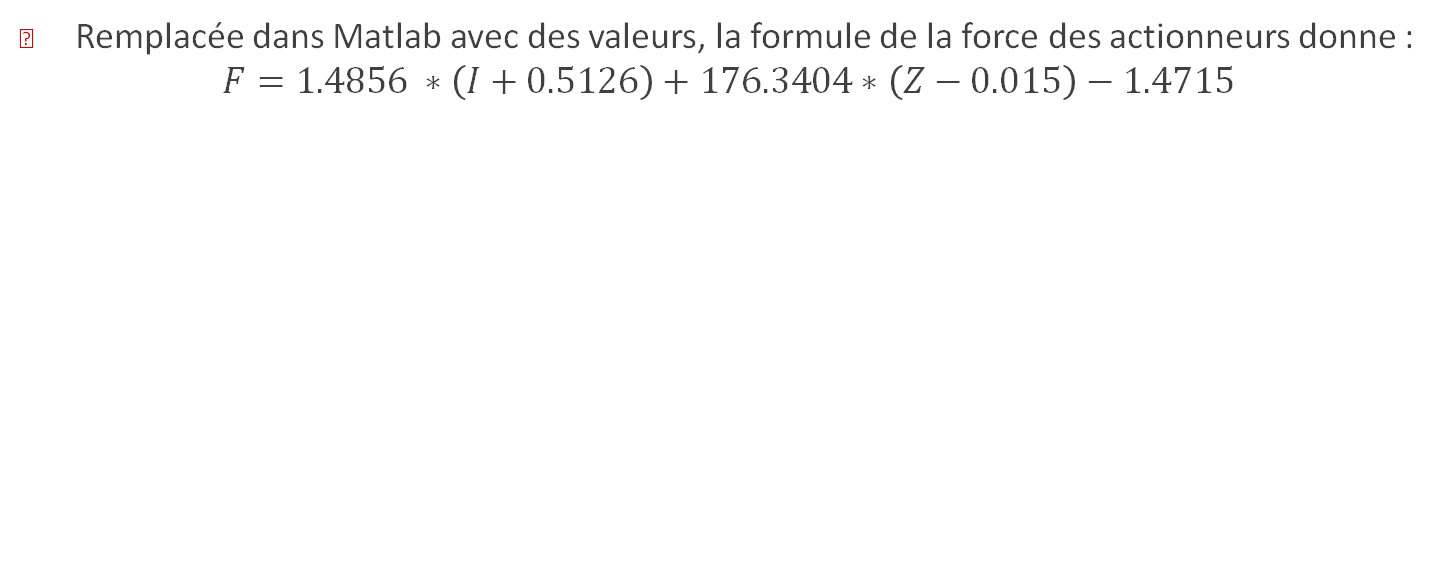 Remplacée dans Matlab avec des valeurs, la formule de la force des actionneurs donne :
F = 1.4856 ∗ (I + 0.5126) + 176.3404 ∗ (Z − 0.015) − 1.4715